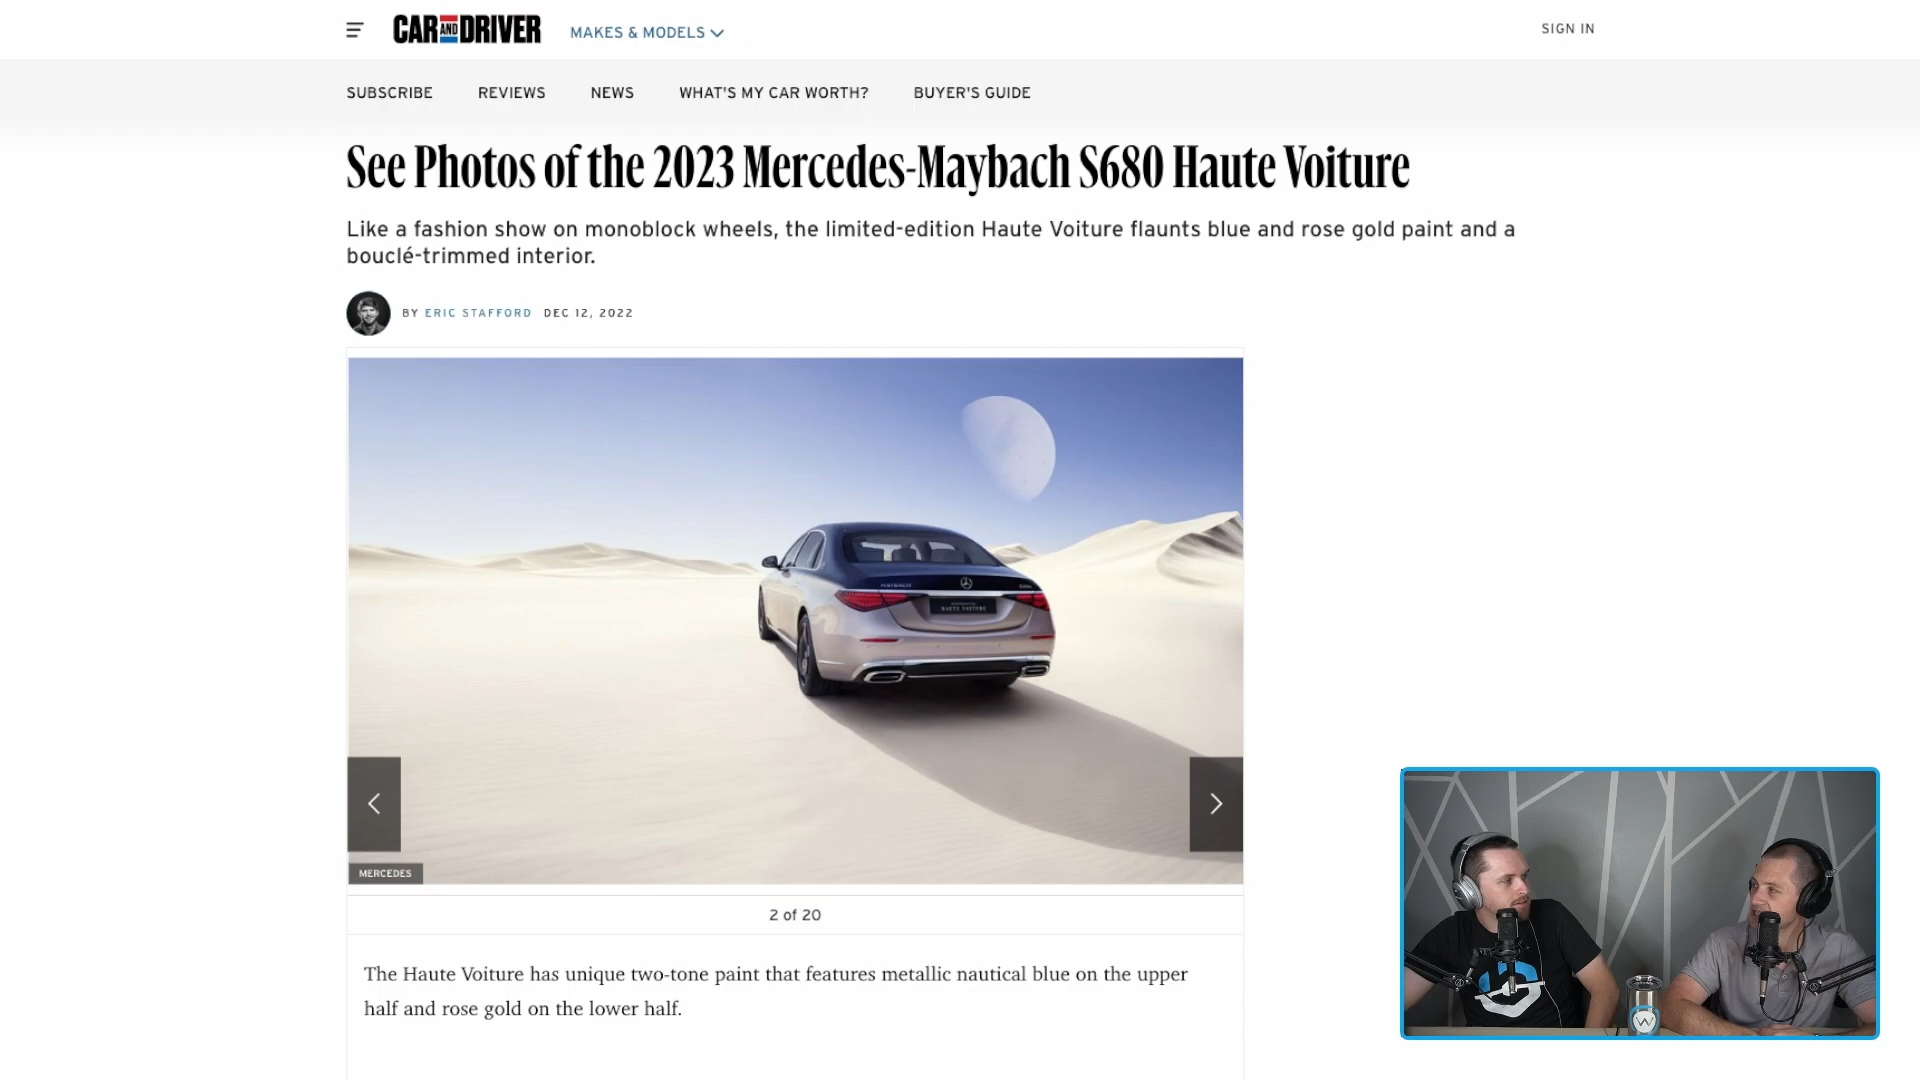 CAR AND DRIVER
MAKES & MODELS
SIGN IN
SUBSCRIBE
REVIEWS
NEWS
WHAT'S MY CAR WORTH?
BUYER'S GUIDE
See Photos of the 2023 Mercedes-Maybach S680 Haute Voiture
Like a fashion show on monoblock wheels, the limited-edition Haute Voiture flaunts blue and rose gold paint and a
bouclé-trimmed interior.
BY ERIC STAFFORD DEC 12, 2022
HAUTE VOITURE
MERCEDES
2 of 20
The Haute Voiture has unique two-tone paint that features metallic nautical blue on the upper
half and rose gold on the lower half.
W